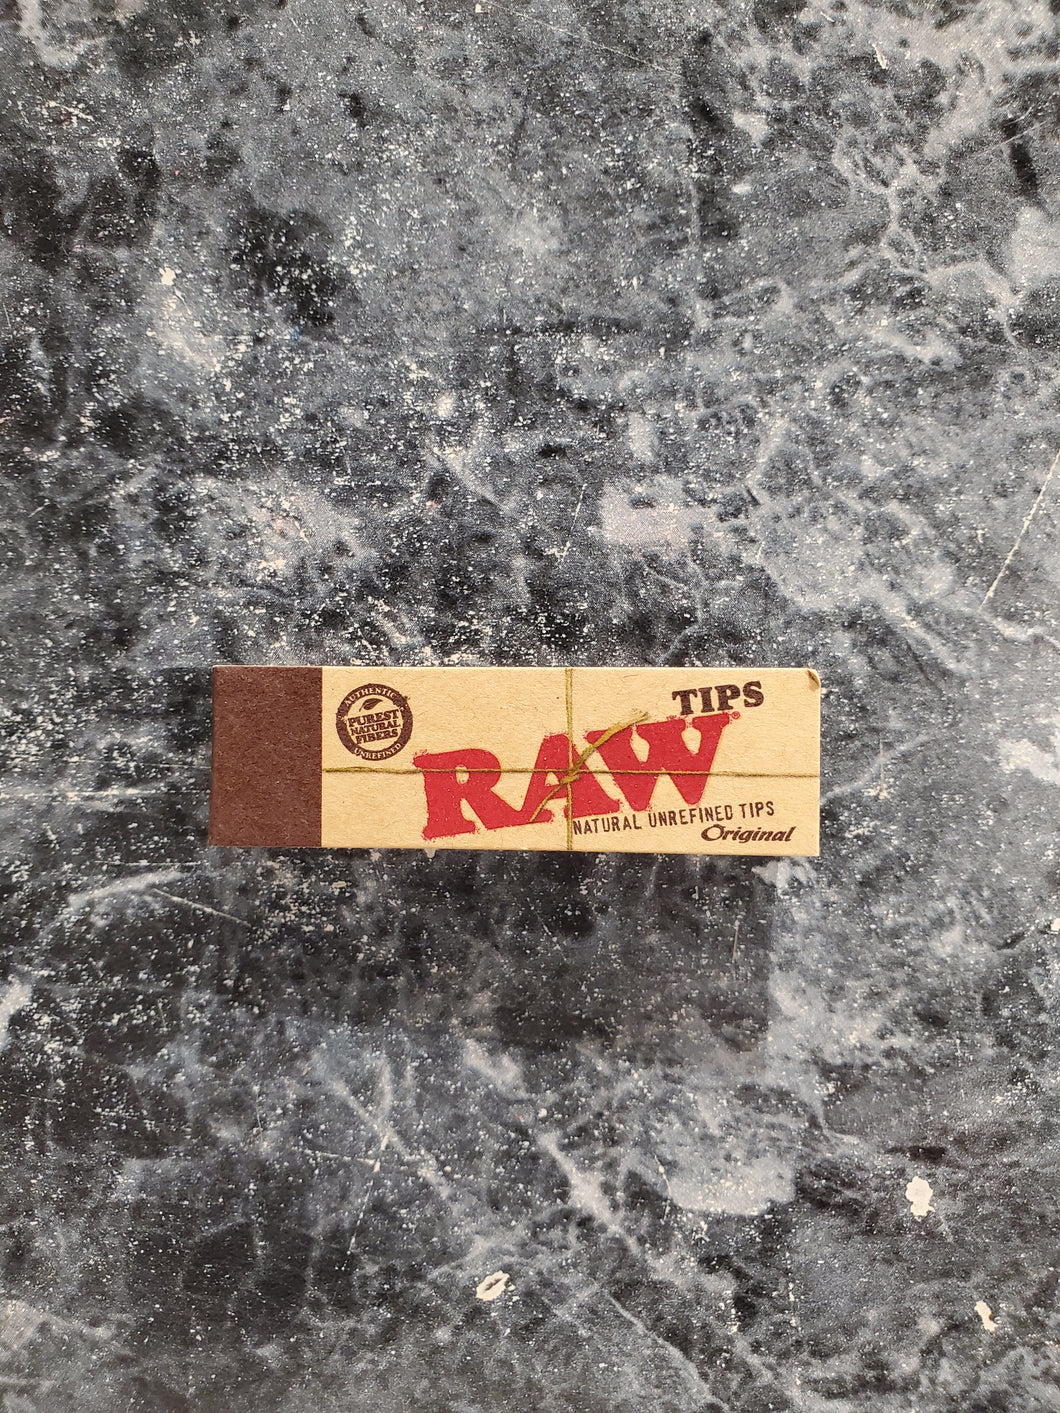 AUTHENTIC
PUREST
NATURAL
FIBERS
UNREFINED
TIPS
RAW®
NATURAL UNREFINED TIPS
Original